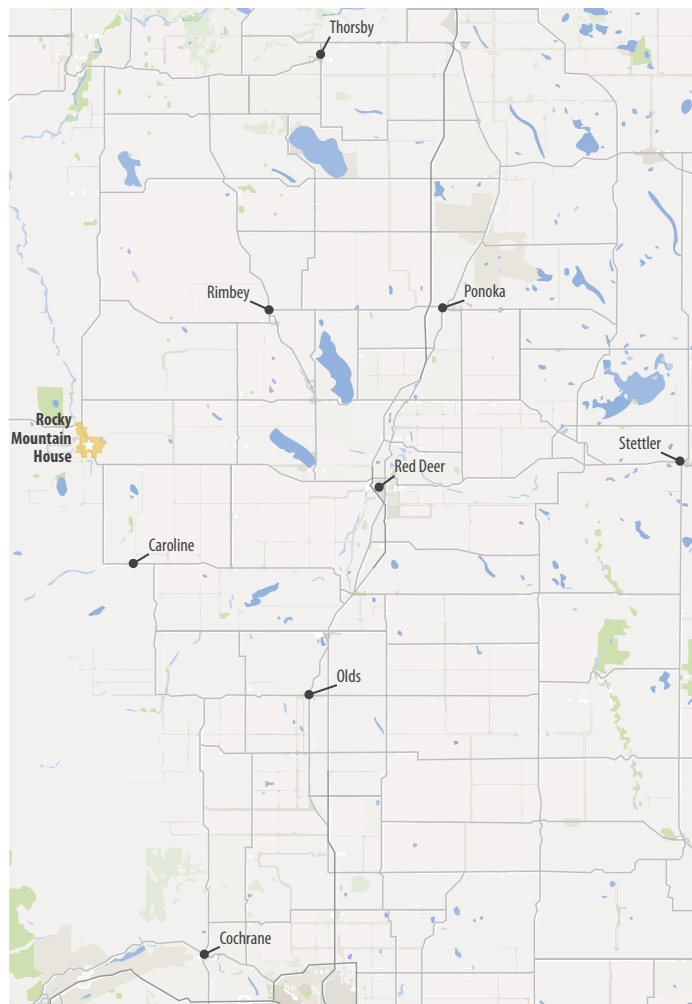 Thorsby
Rimbey
Ponoka
Rocky
Mountain
House
Stettler
Red Deer
Caroline
Olds
Cochrane